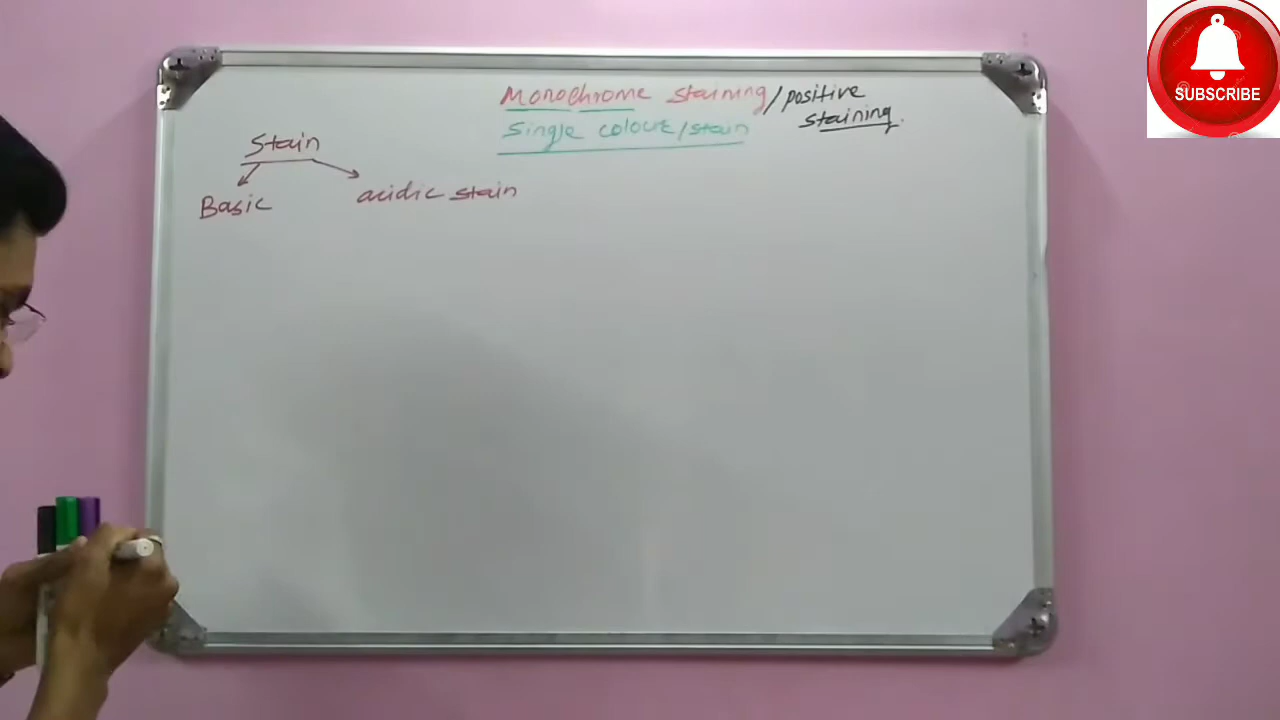 Monochrome staining/positive
staining.
Single colour/stain
Stain
Basic
acidic stain
SUBSCRIBE